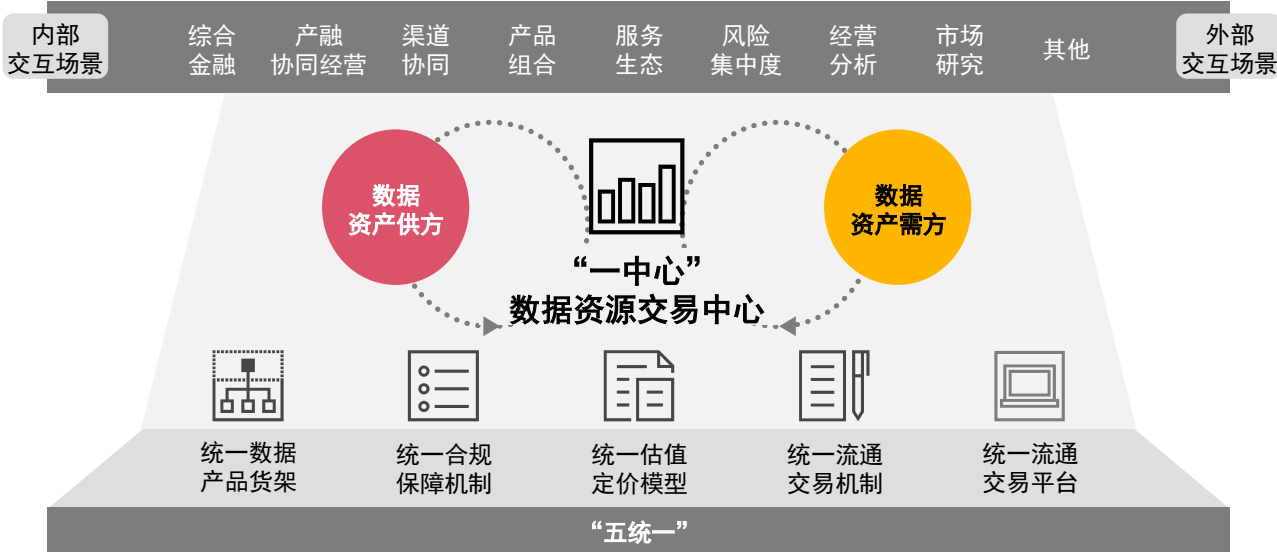 内部
交互场景
综合
金融
产融
协同经营
渠道
协同
产品
组合
服务
生态
风险
集中度
经营
分析
市场
研究
其他
外部
交互场景
数据
资产供方
数据
资产需方
“一中心”
数据资源交易中心
统一数据
产品货架
统一合规
保障机制
统一估值
定价模型
统一流通
交易机制
统一流通
交易平台
“五统一”